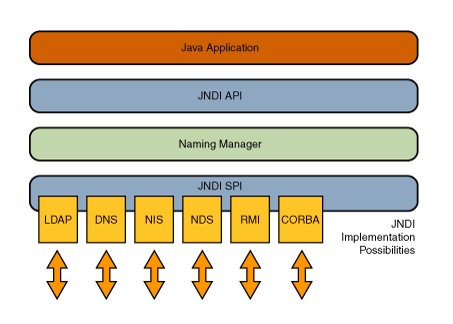 Java Application
JNDI API
Naming Manager
JNDI SPI
LDAP DNS NIS NDS RMI CORBA
JNDI
Implementation
Possibilities